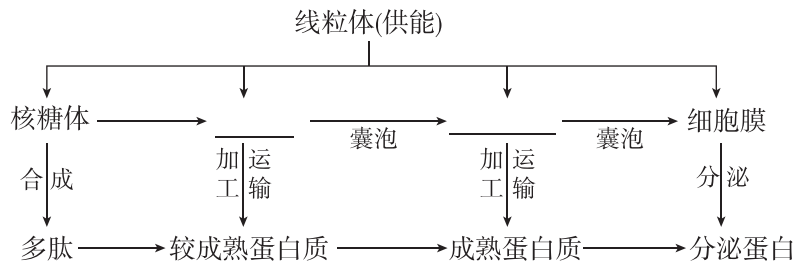 线粒体(供能)
核糖体
囊泡
囊泡
细胞膜
合成
加工 运输
加工 运输
分泌
多肽
较成熟蛋白质
成熟蛋白质
分泌蛋白